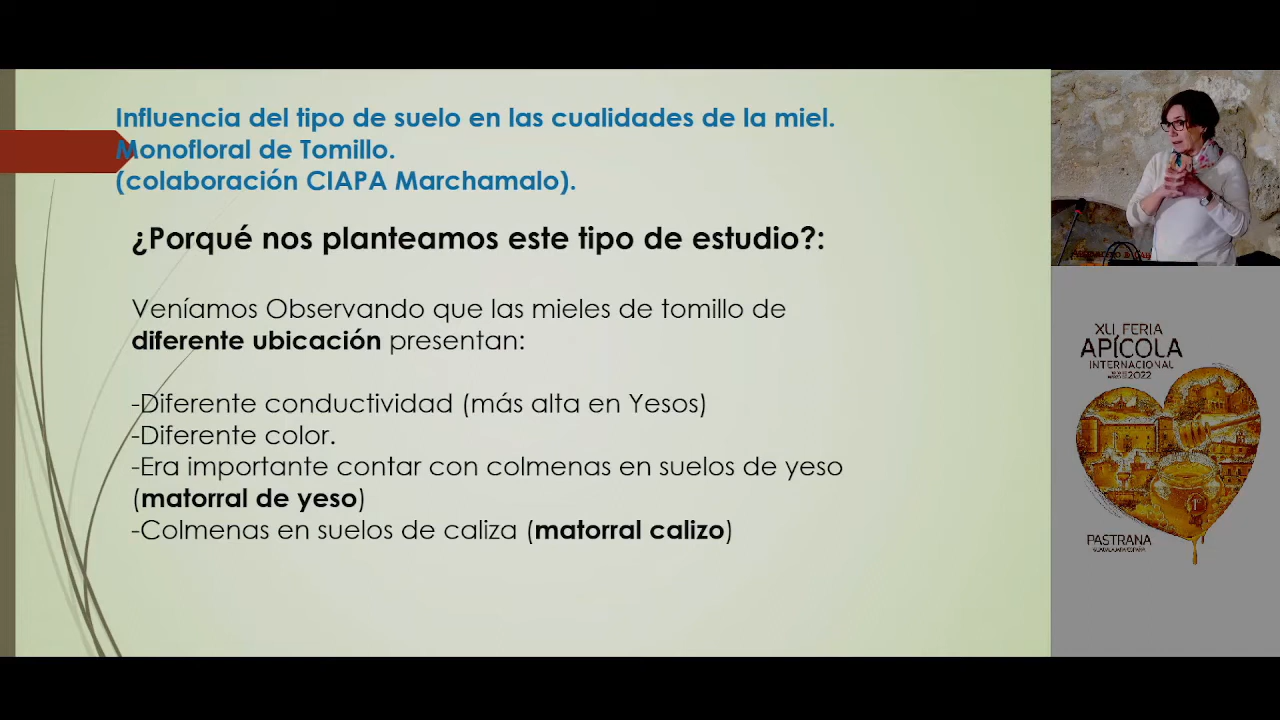 Influencia del tipo de suelo en las cualidades de la miel.
Monofloral de Tomillo.
(colaboración CIAPA Marchamalo).
¿Porqué nos planteamos este tipo de estudio?:
Veníamos Observando que las mieles de tomillo de
diferente ubicación presentan:
-Diferente conductividad (más alta en Yesos)
-Diferente color.
-Era importante contar con colmenas en suelos de yeso
(matorral de yeso)
-Colmenas en suelos de caliza (matorral calizo)
XLI FERIA
APÍCOLA
INTERNACIONAL
2022
PASTRANA
GUADALAJARA ESPAÑA